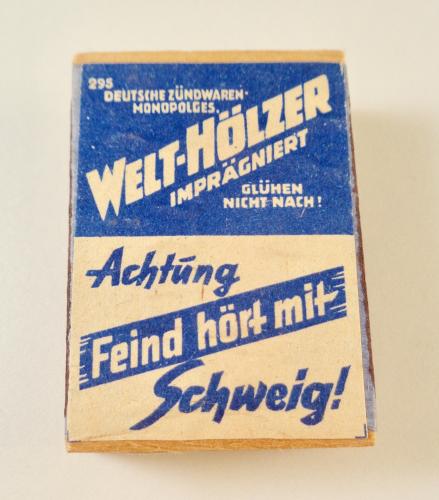 295
DEUTSCHE ZÜNDWAREN-
MONOPOLGES.
WELT-HÖLZER
IMPRÄGNIERT
GLÜHEN
NICHT NACH!
Achtung
Feind hört mit
Schweig!